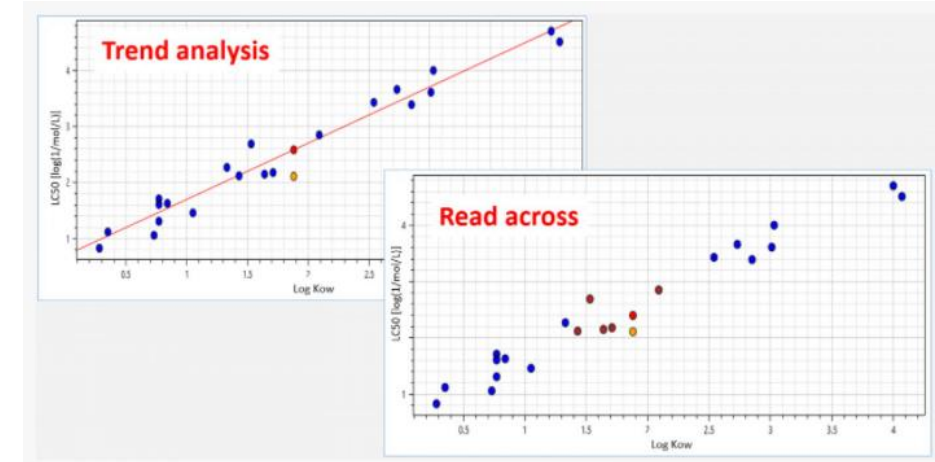 Trend analysis
4
3
2
1
LC50 [log(1/mol/L)]
0.5 1 1.5 2.5
Log Kow
Read across
4
1
LC50 [log(1/mol/L)]
0.5 1 1.5 2.5 3 3.5 4
Log Kow